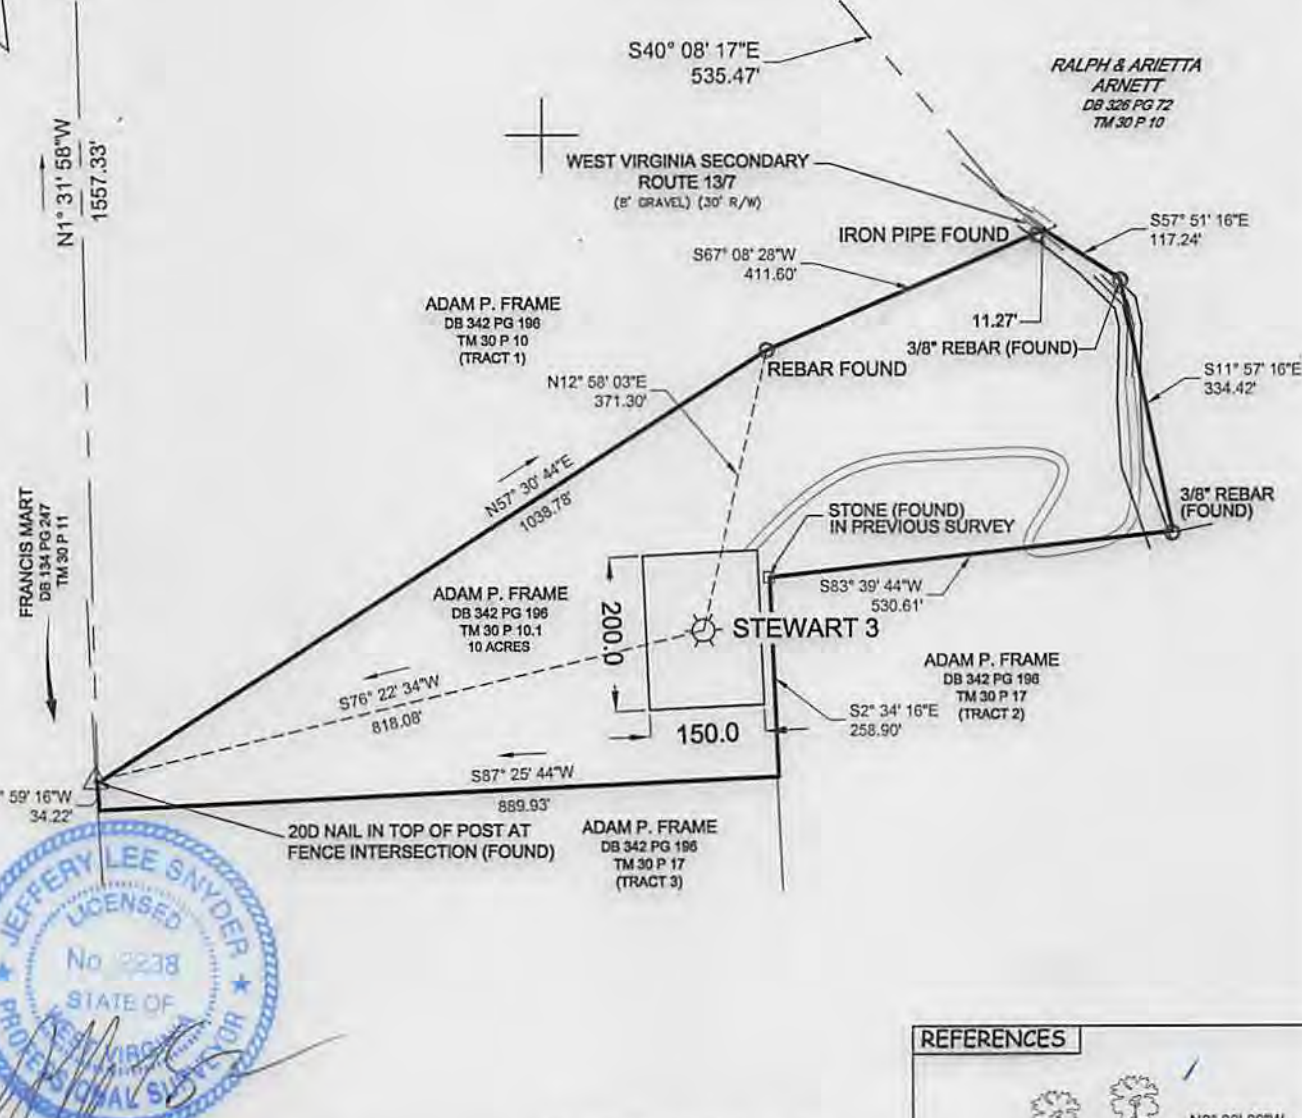 S40° 08' 17"E
535.47'
RALPH & ARIETTA
ARNETT
DB 326 PG 72
TM 30 P 10
N1° 31' 58"W
1557.33'
WEST VIRGINIA SECONDARY
ROUTE 13/7
(8' GRAVEL) (30' R/W)
IRON PIPE FOUND
S57° 51' 16"E
117.24'
S67° 08' 28"W
411.60'
ADAM P. FRAME
DB 342 PG 196
TM 30 P 10
(TRACT 1)
11.27'
3/8" REBAR (FOUND)
REBAR FOUND
S11° 57' 16"E
334.42'
N12° 58' 03"E
371.30'
N57° 30' 44"E
1038.78'
FRANCIS MART
DB 134 PG 247
TM 30 P 11
3/8" REBAR
(FOUND)
STONE (FOUND)
IN PREVIOUS SURVEY
S83° 39' 44"W
530.61'
ADAM P. FRAME
DB 342 PG 196
TM 30 P 10.1
10 ACRES
200.0
STEWART 3
ADAM P. FRAME
DB 342 PG 196
TM 30 P 17
(TRACT 2)
S76° 22' 34"W
818.08'
S2° 34' 16"E
258.90'
150.0
S87° 25' 44"W
889.93'
° 59' 16"W
34.22'
20D NAIL IN TOP OF POST AT
FENCE INTERSECTION (FOUND)
ADAM P. FRAME
DB 342 PG 196
TM 30 P 17
(TRACT 3)
JEFFERY LEE SNYDER
LICENSED
No. 2238
STATE OF
WEST VIRGINIA
PROFESSIONAL SURVEYOR
REFERENCES